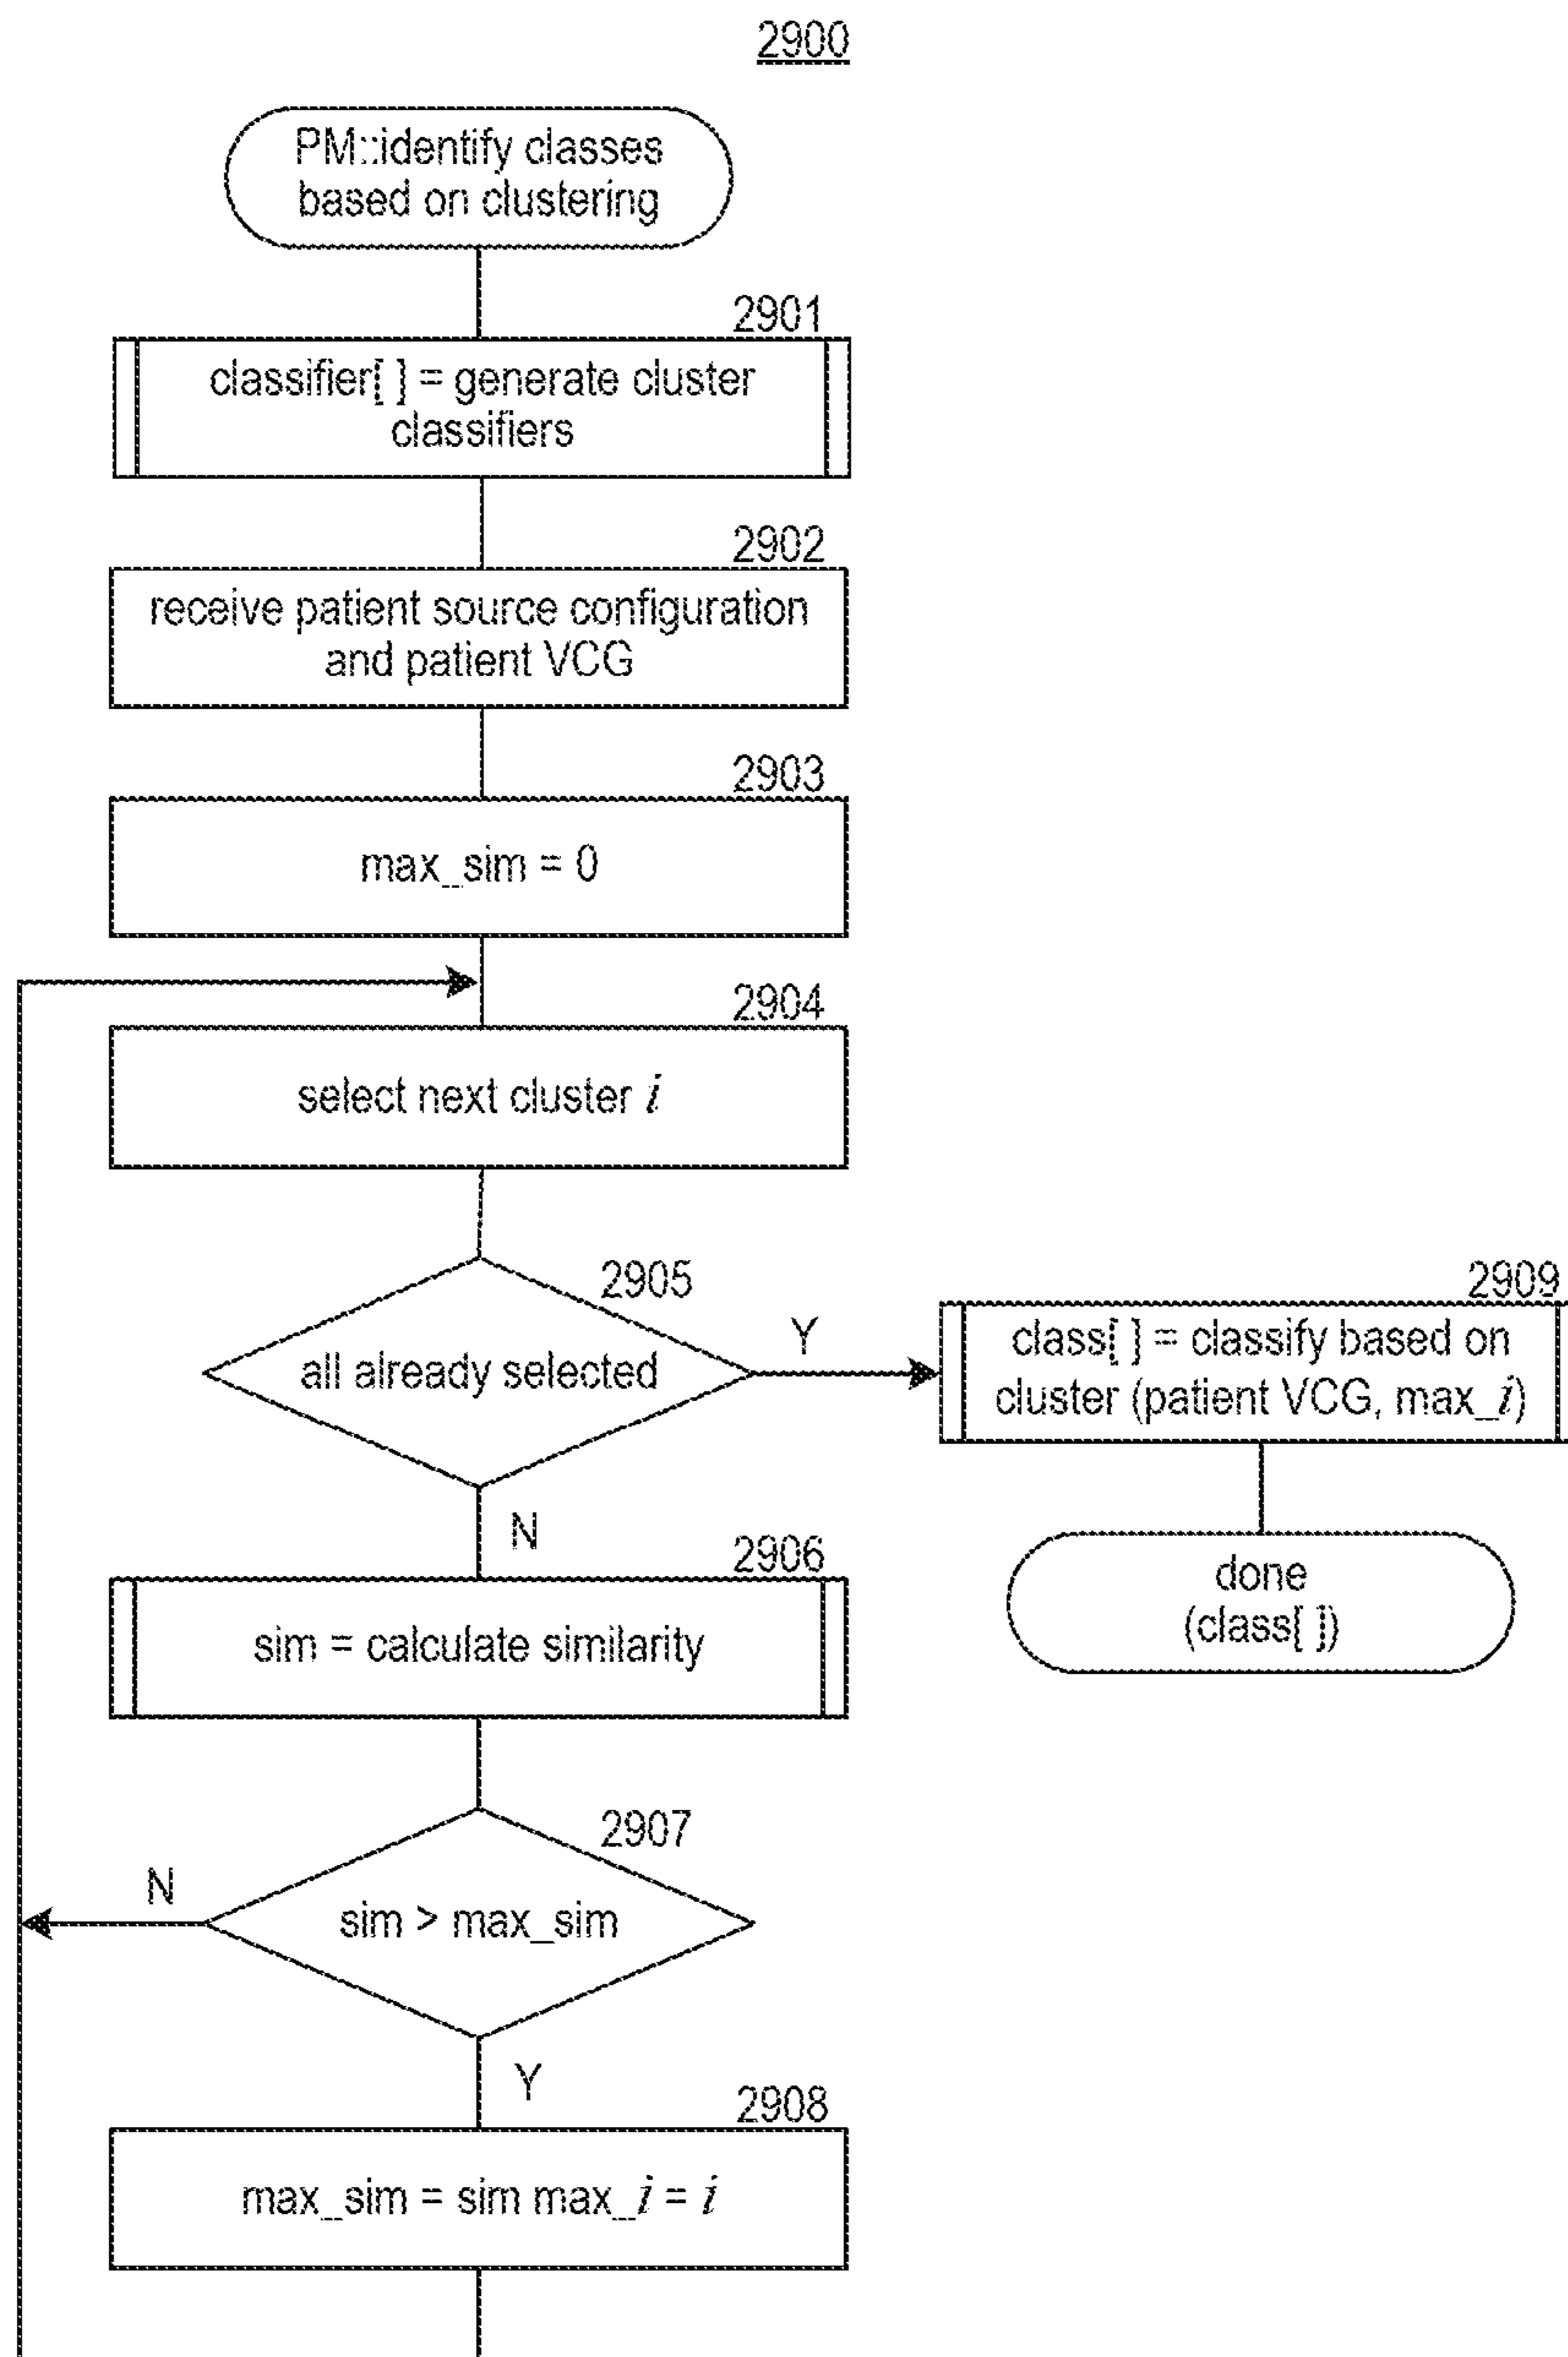 2900
PM::identify classes
based on clustering
2901
classifier[ ] = generate cluster
classifiers
2902
receive patient source configuration
and patient VCG
2903
max_sim = 0
2904
select next cluster i
2905
all already selected
Y
N
2909
class[ ] = classify based on
cluster (patient VCG, max_i)
done
(class[ ])
2906
sim = calculate similarity
2907
sim > max_sim
N
Y
2908
max_sim = sim max_i = i